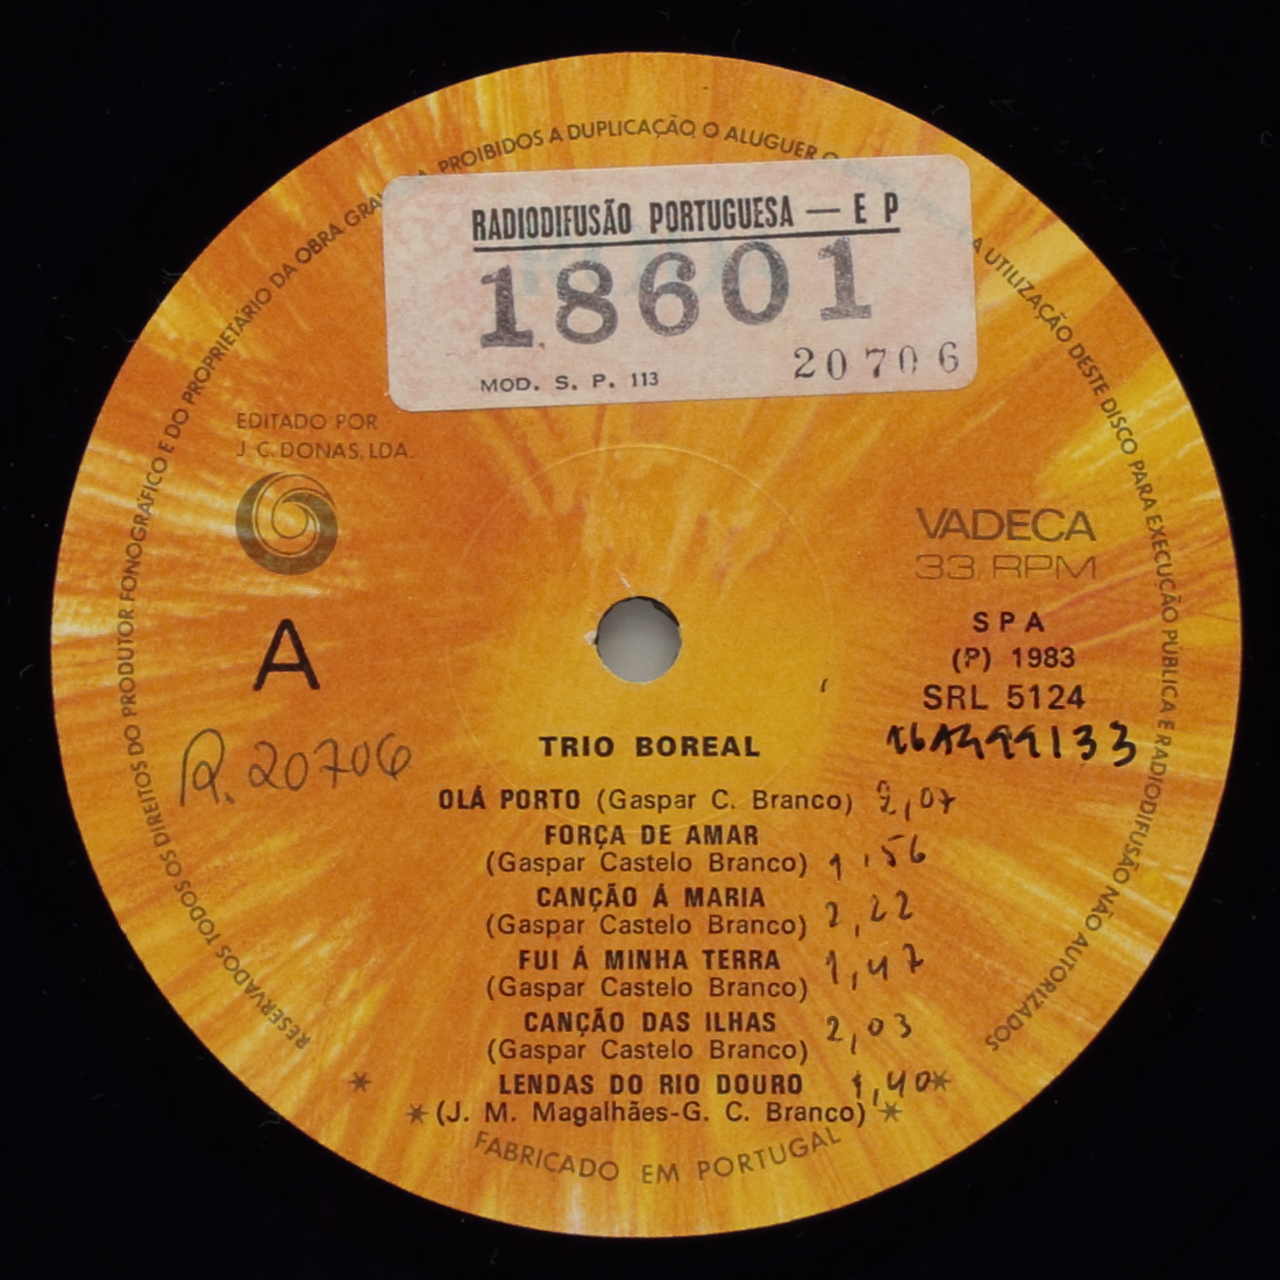 RESERVADOS TODOS OS DIREITOS DO PRODUTOR FONOGRÁFICO E DO PROPRIETÁRIO DA OBRA PROIBIDOS A DUPLICAÇÃO, O ALUGUER A UTILIZAÇÃO DESTE DISCO PARA EXECUÇÃO PÚBLICA E RADIODIFUSÃO NÃO AUTORIZADOS
RADIODIFUSÃO PORTUGUESA — E P
18601
MOD. S. P. 113 20706
EDITADO POR
J. C. DONAS, LDA.
VADECA
33 RPM
A
S P A
(P) 1983
SRL 5124
R. 20706
TRIO BOREAL
OLÁ PORTO (Gaspar C. Branco) 2,07
FORÇA DE AMAR
(Gaspar Castelo Branco) 1,56
CANÇÃO Á MARIA
(Gaspar Castelo Branco) 2,22
FUI Á MINHA TERRA
(Gaspar Castelo Branco) 1,47
CANÇÃO DAS ILHAS
(Gaspar Castelo Branco) 2,03
LENDAS DO RIO DOURO 1,40*
* (J. M. Magalhães-G. C. Branco) *
FABRICADO EM PORTUGAL